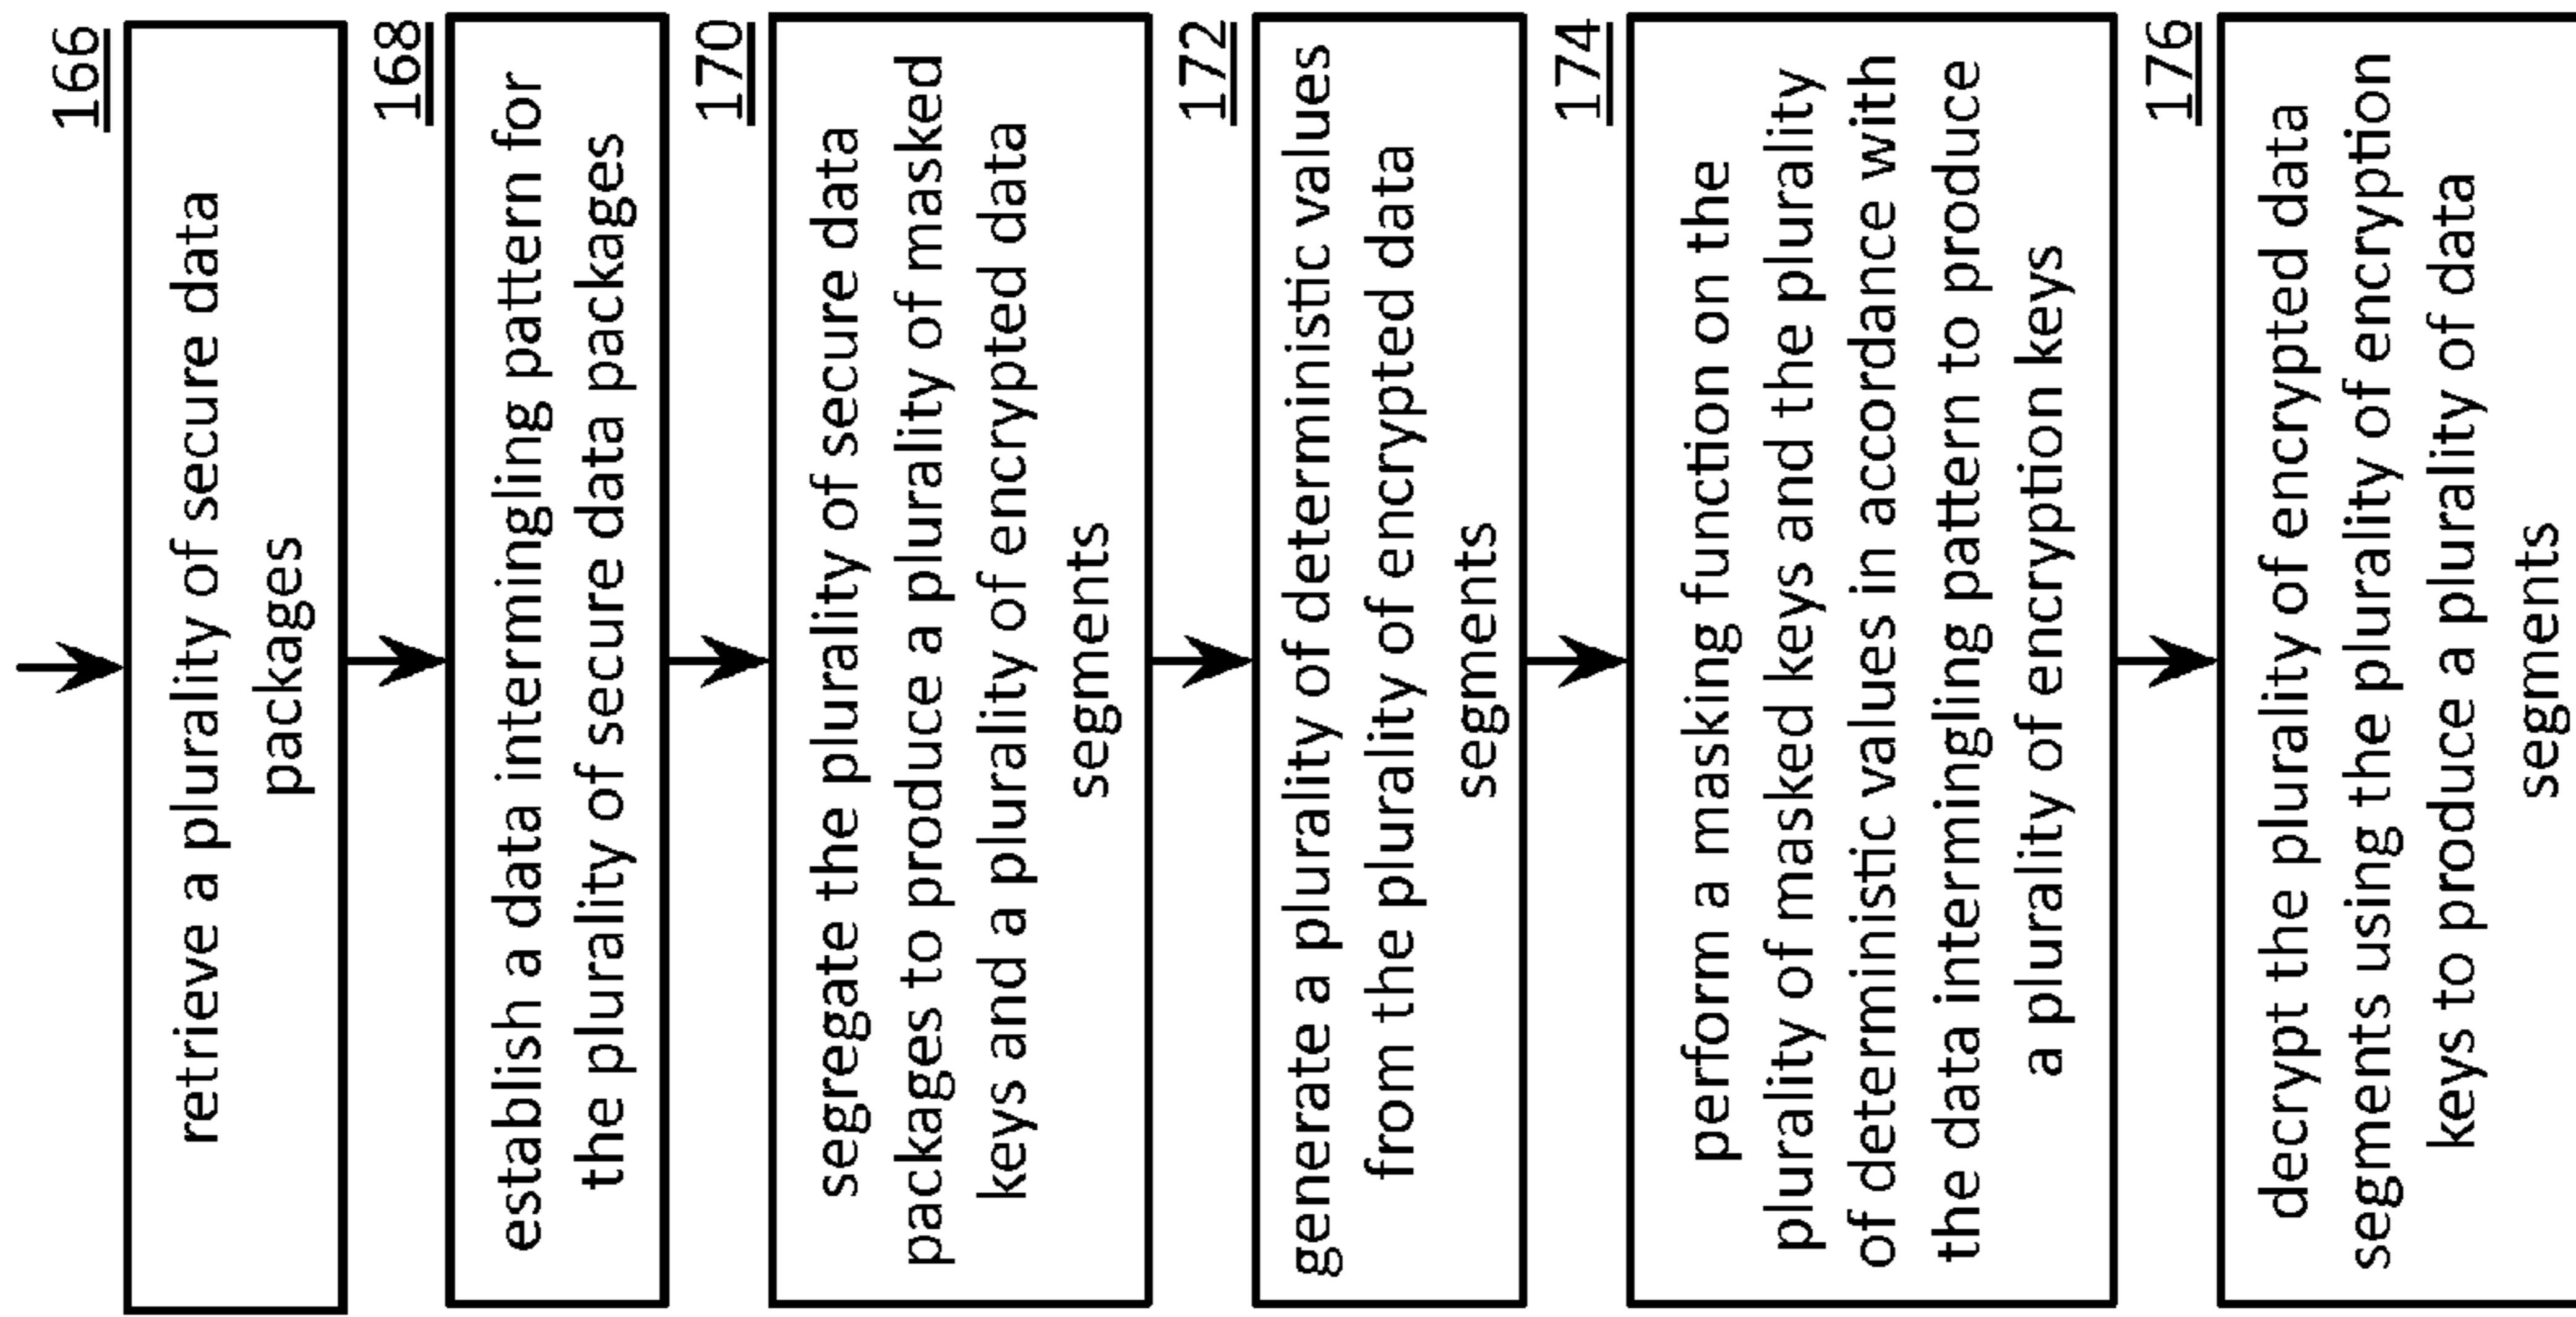 166
retrieve a plurality of secure data
packages
168
establish a data intermingling pattern for
the plurality of secure data packages
170
segregate the plurality of secure data
packages to produce a plurality of masked
keys and a plurality of encrypted data
segments
172
generate a plurality of deterministic values
from the plurality of encrypted data
segments
174
perform a masking function on the
plurality of masked keys and the plurality
of deterministic values in accordance with
the data intermingling pattern to produce
a plurality of encryption keys
176
decrypt the plurality of encrypted data
segments using the plurality of encryption
keys to produce a plurality of data
segments